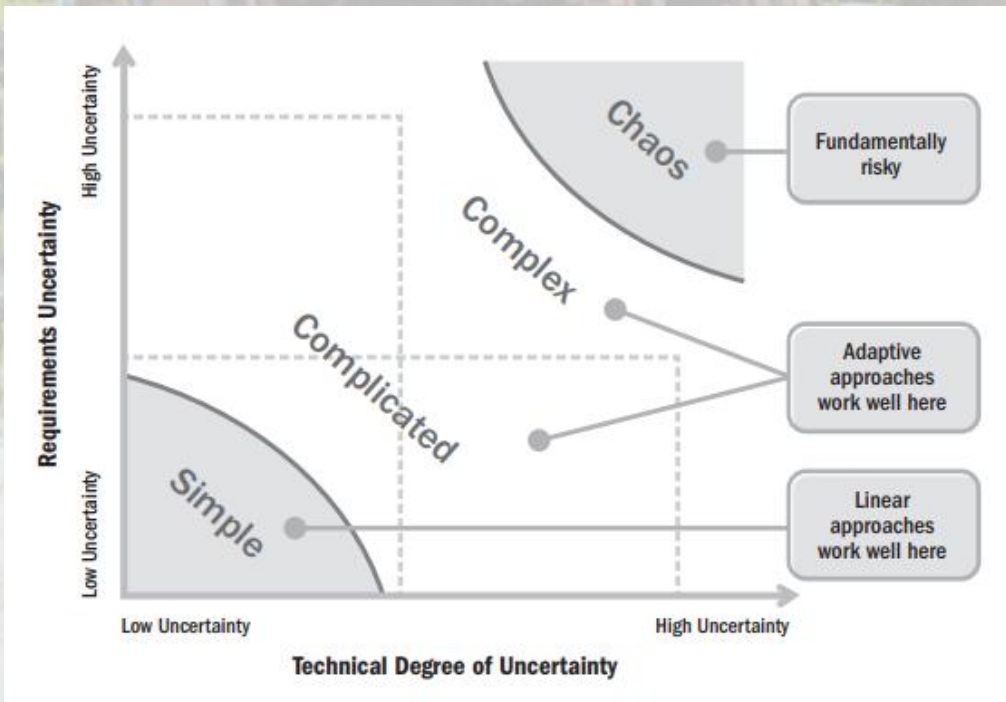 High Uncertainty
Requirements Uncertainty
Low Uncertainty
Chaos
Complex
Complicated
Simple
Fundamentally
risky
Adaptive
approaches
work well here
Linear
approaches
work well here
Low Uncertainty
High Uncertainty
Technical Degree of Uncertainty